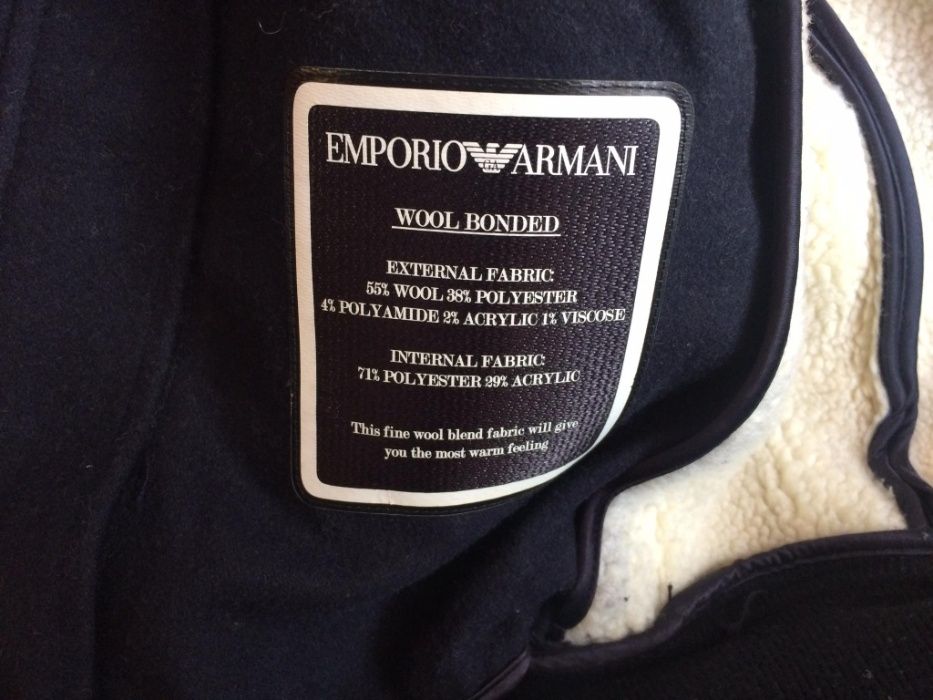 EMPORIO ARMANI
WOOL BONDED
EXTERNAL FABRIC:
55% WOOL 38% POLYESTER
4% POLYAMIDE 2% ACRYLIC 1% VISCOSE
INTERNAL FABRIC:
71% POLYESTER 29% ACRYLIC
This fine wool blend fabric will give
you the most warm feeling